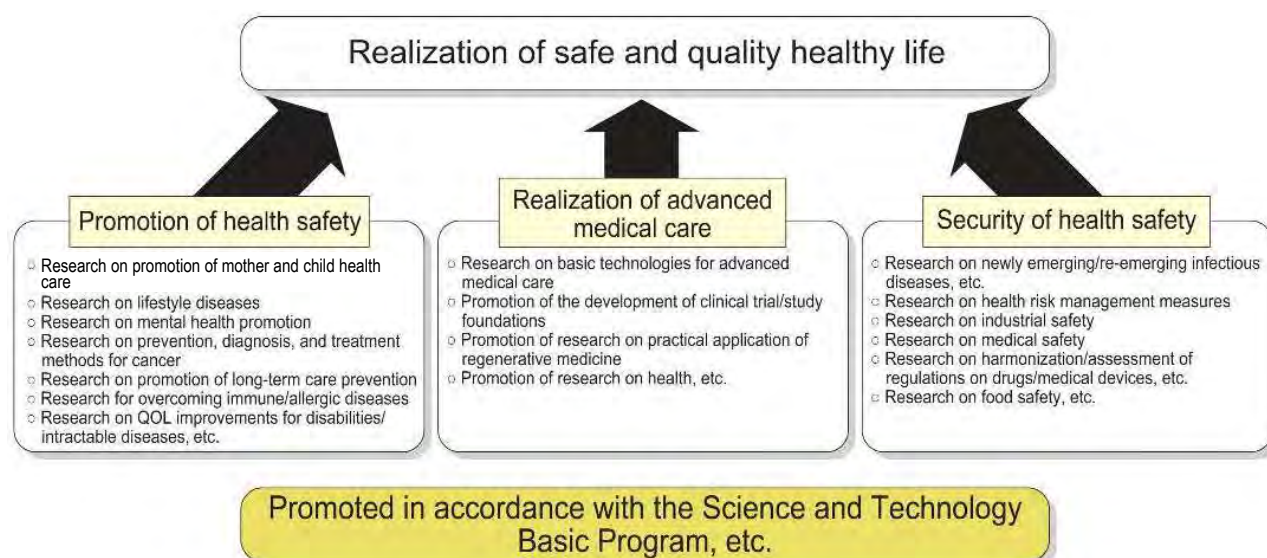 Realization of safe and quality healthy life
Promotion of health safety
○ Research on promotion of mother and child health
care
○ Research on lifestyle diseases
○ Research on mental health promotion
○ Research on prevention, diagnosis, and treatment
methods for cancer
○ Research on promotion of long-term care prevention
○ Research for overcoming immune/allergic diseases
○ Research on QOL improvements for disabilities/
intractable diseases, etc.
Realization of advanced
medical care
○ Research on basic technologies for advanced
medical care
○ Promotion of the development of clinical trial/study
foundations
○ Promotion of research on practical application of
regenerative medicine
○ Promotion of research on health, etc.
Security of health safety
○ Research on newly emerging/re-emerging infectious
diseases, etc.
○ Research on health risk management measures
○ Research on industrial safety
○ Research on medical safety
○ Research on harmonization/assessment of
regulations on drugs/medical devices, etc.
○ Research on food safety, etc.
Promoted in accordance with the Science and Technology
Basic Program, etc.